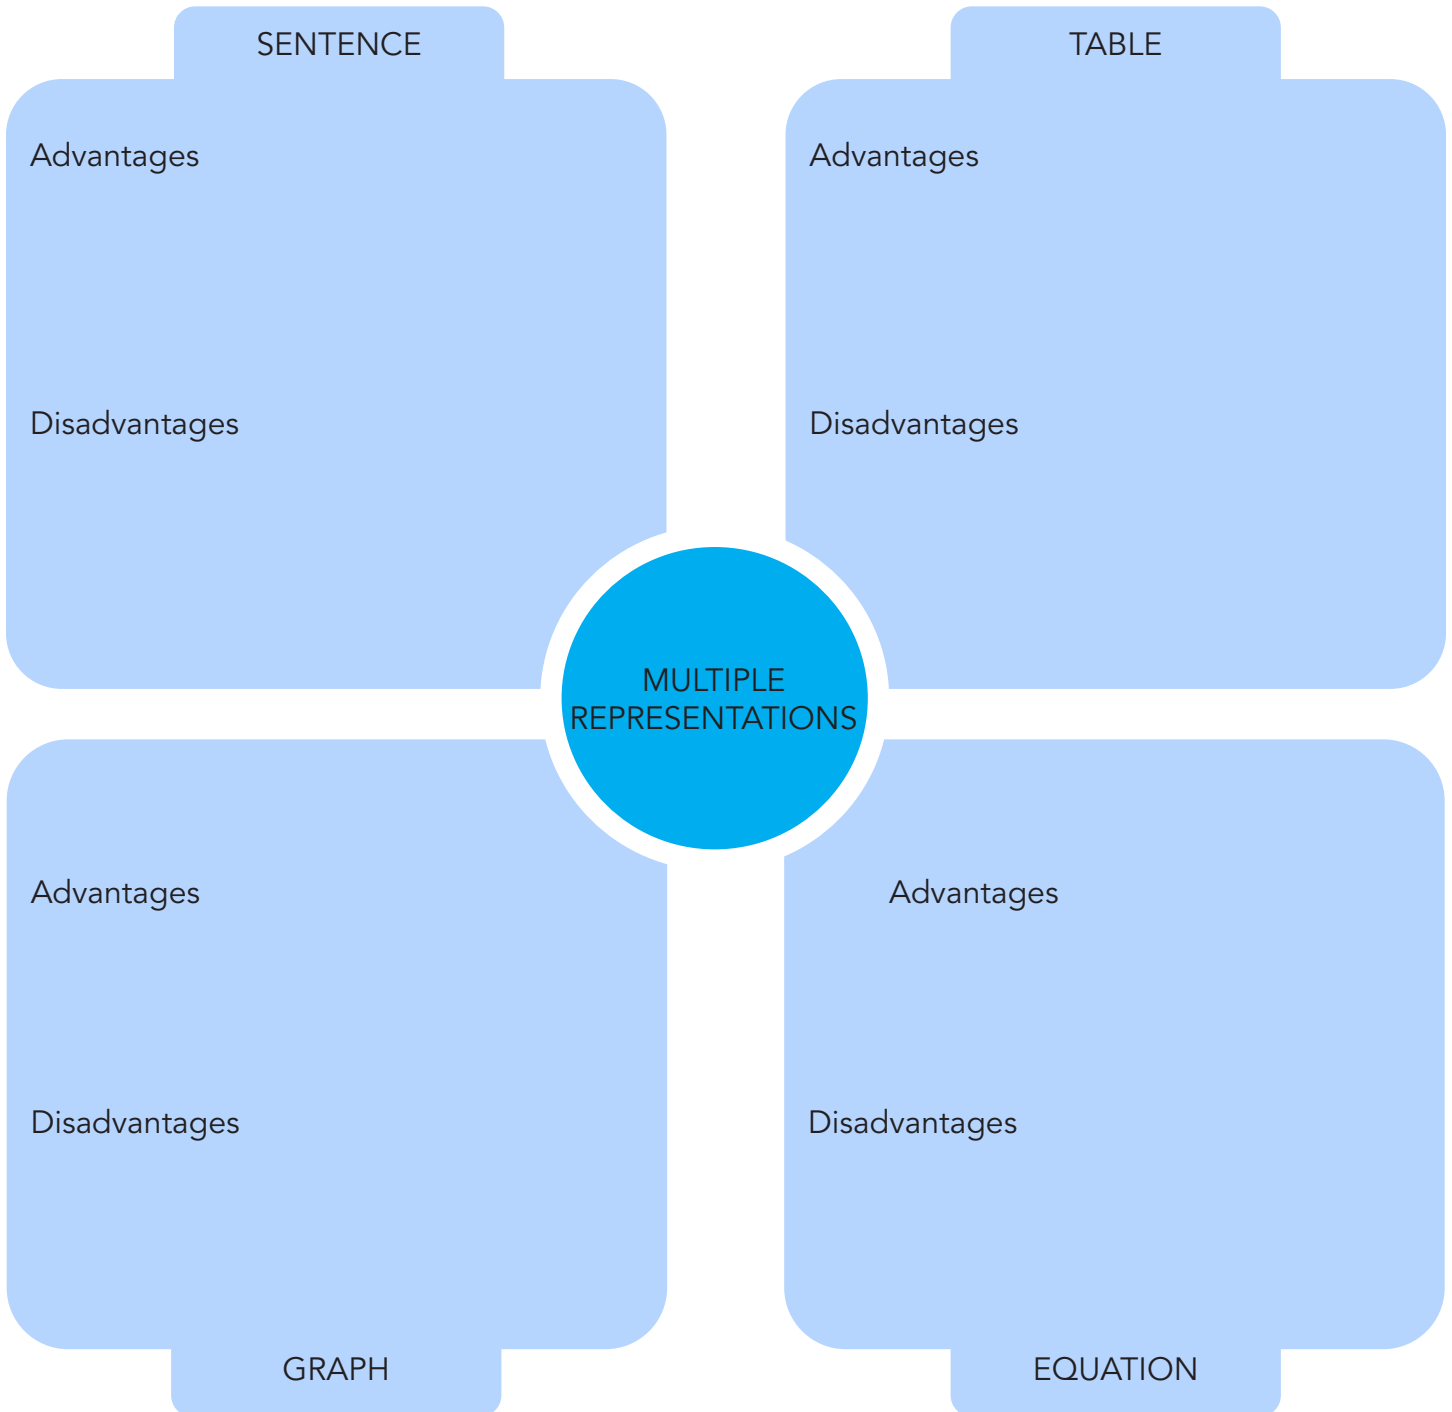 SENTENCE
Advantages
Disadvantages
TABLE
Advantages
Disadvantages
MULTIPLE
REPRESENTATIONS
Advantages
Disadvantages
GRAPH
Advantages
Disadvantages
EQUATION